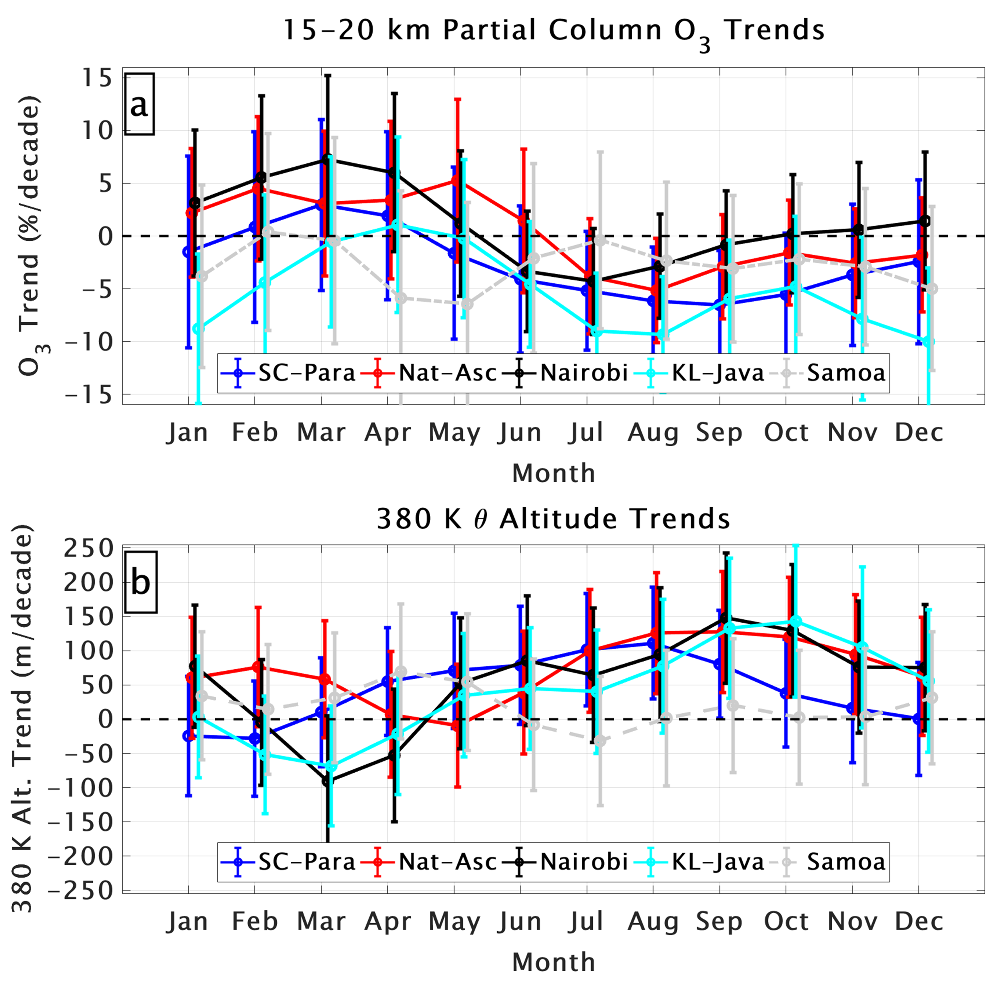 15−20 km Partial Column O3 Trends
a
O3 Trend (%/decade)
15
10
5
0
−5
−10
−15
SC−Para Nat−Asc Nairobi KL−Java Samoa
Jan Feb Mar Apr May Jun Jul Aug Sep Oct Nov Dec
Month
380 K θ Altitude Trends
b
380 K Alt. Trend (m/decade)
250
200
150
100
50
0
−50
−100
−150
−200
−250
SC−Para Nat−Asc Nairobi KL−Java Samoa
Jan Feb Mar Apr May Jun Jul Aug Sep Oct Nov Dec
Month